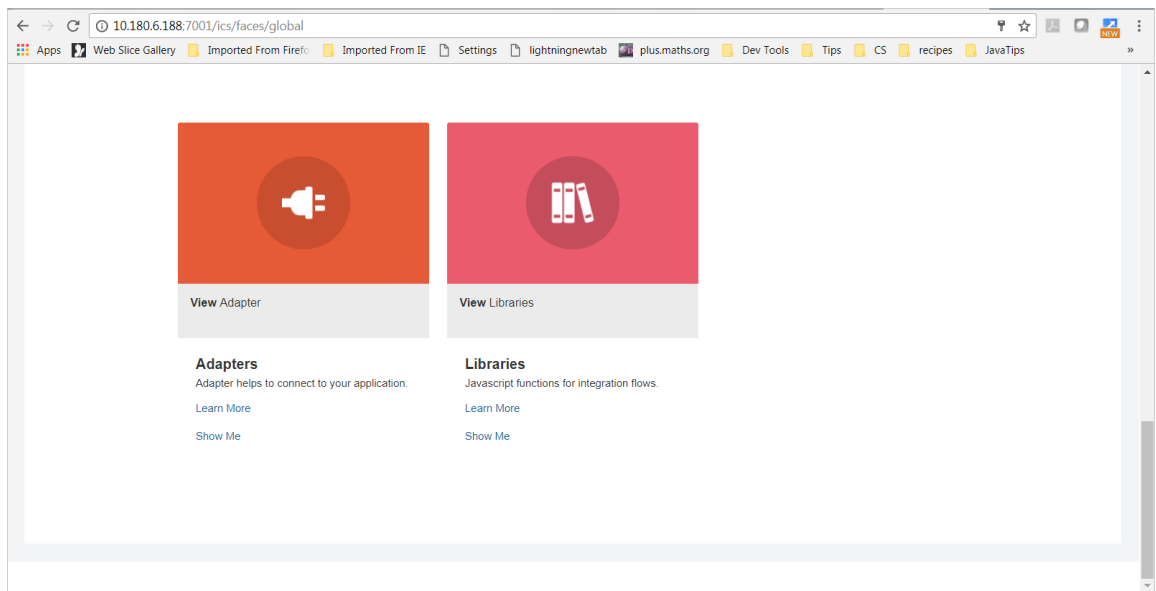 10.180.6.188:7001/ics/faces/global
NEW
Apps Web Slice Gallery Imported From Firefo Imported From IE Settings lightningnewtab plus.maths.org Dev Tools Tips CS recipes JavaTips »
View Adapter View Libraries
Adapters
Adapter helps to connect to your application.
Learn More
Show Me
Libraries
Javascript functions for integration flows.
Learn More
Show Me